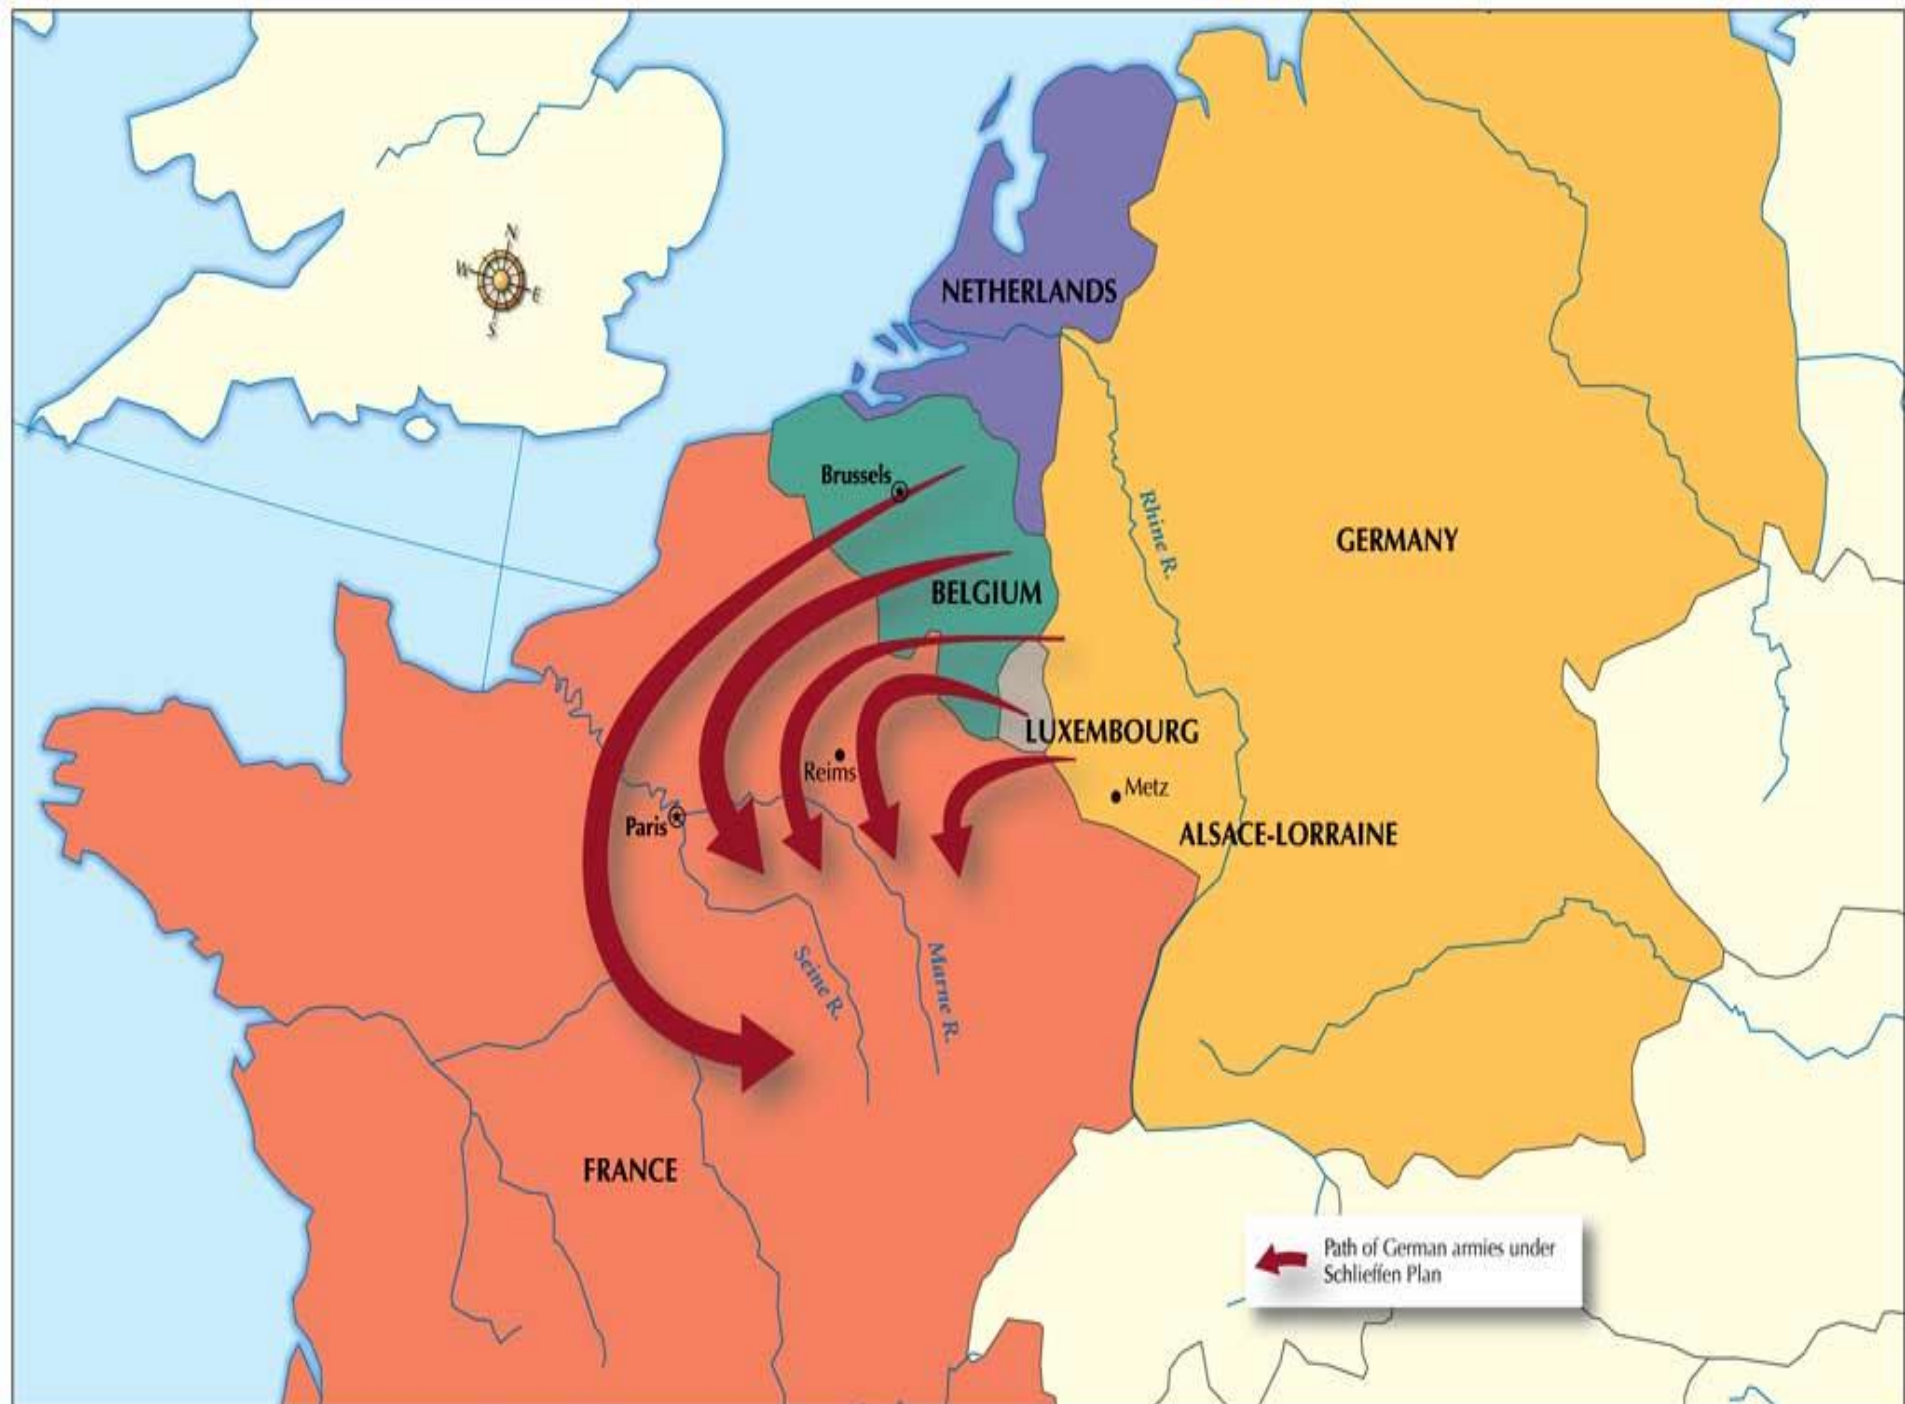 N
W
E
S
NETHERLANDS
Brussels
Rhine R.
GERMANY
BELGIUM
LUXEMBOURG
Reims
Metz
Paris
ALSACE-LORRAINE
Seine R.
Marne R.
FRANCE
Path of German armies under
Schlieffen Plan